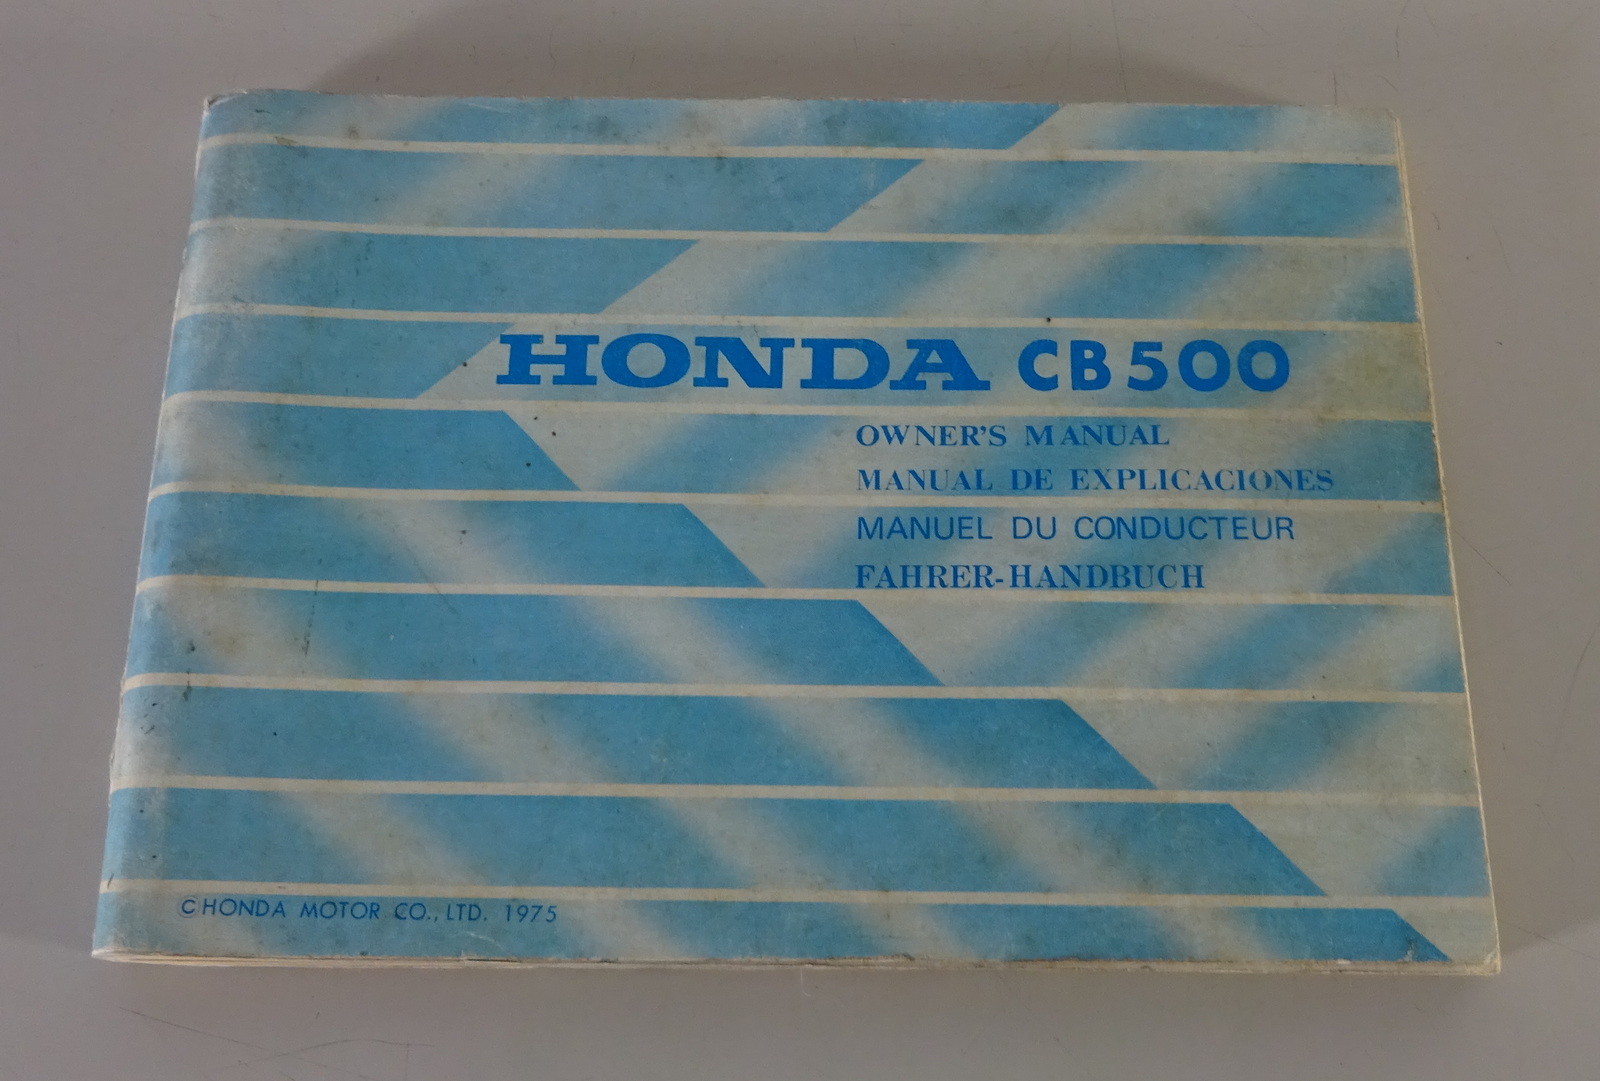 HONDA CB500
OWNER'S MANUAL
MANUAL DE EXPLICACIONES
MANUEL DU CONDUCTEUR
FAHRER-HANDBUCH
©HONDA MOTOR CO., LTD. 1975